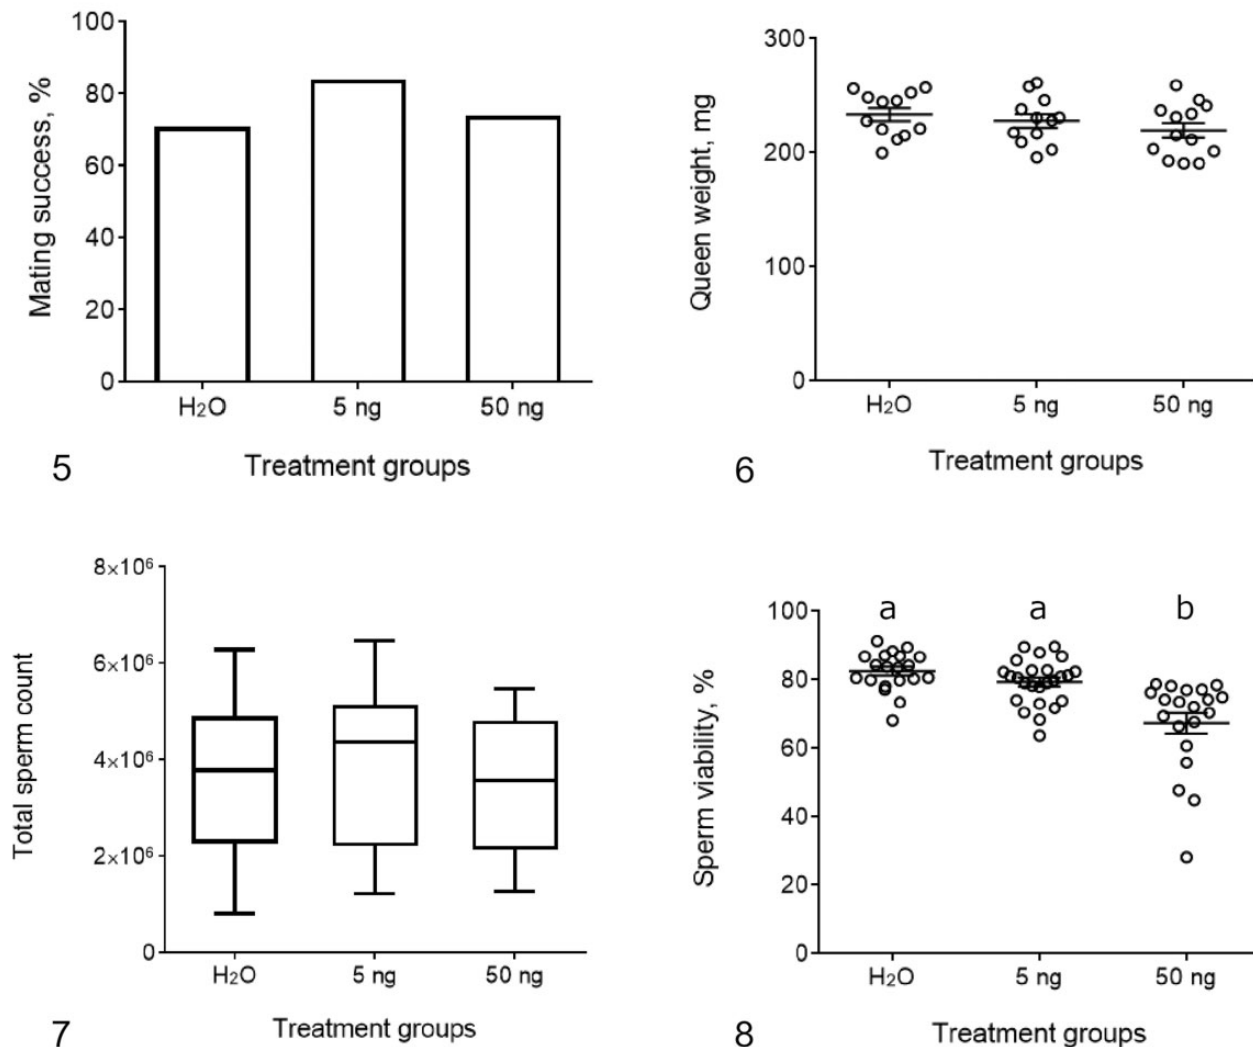 100
80
60
40
20
0
Mating success, %
H₂O 5 ng 50 ng
Treatment groups
5
300
200
100
0
Queen weight, mg
H₂O 5 ng 50 ng
Treatment groups
6
8×10⁶
6×10⁶
4×10⁶
2×10⁶
0
Total sperm count
H₂O 5 ng 50 ng
Treatment groups
7
a a b
100
80
60
40
20
0
Sperm viability, %
H₂O 5 ng 50 ng
Treatment groups
8